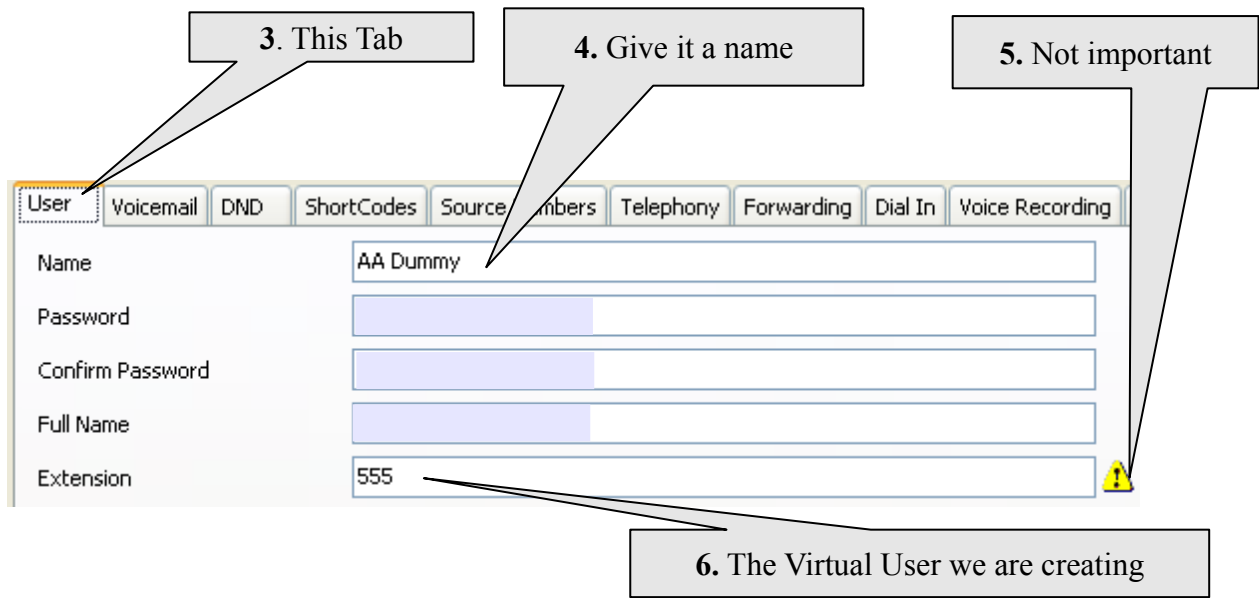 3. This Tab
4. Give it a name
5. Not important
User Voicemail DND ShortCodes Source Numbers Telephony Forwarding Dial In Voice Recording
Name AA Dummy
Password
Confirm Password
Full Name
Extension 555
6. The Virtual User we are creating